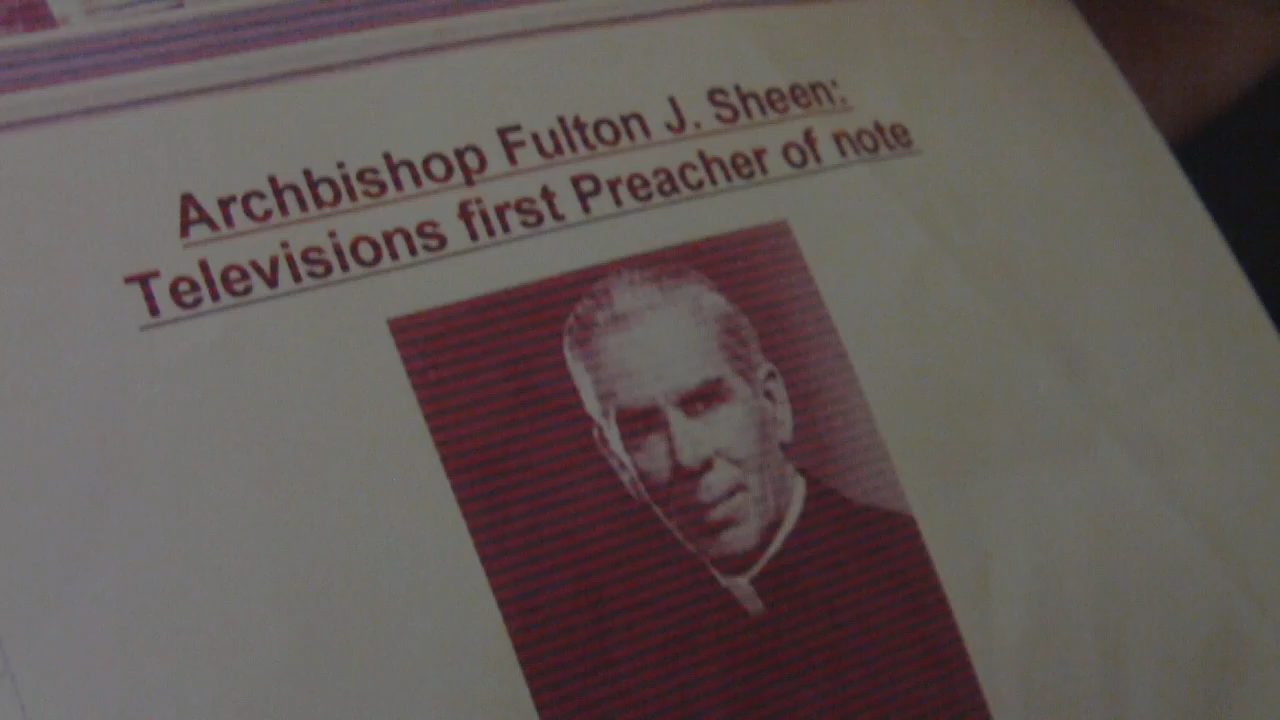 Archbishop Fulton J. Sheen:
Televisions first Preacher of note